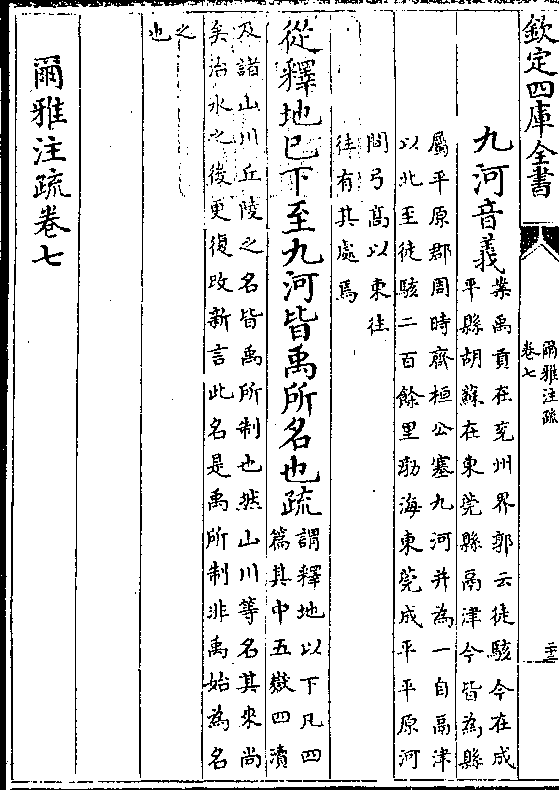 欽定四庫全書
爾雅注疏
卷七
九河音義
案禹貢在兗州界郭云徒駭今在成
平縣胡蘇在東莞縣鬲津今皆為縣
屬平原郡周時齊桓公塞九河并為一自鬲津
以北至徒駭二百餘里渤海東莞成平平原河
間弓高以東往
往有其處焉
從釋地已下至九河皆禹所名也疏
謂釋地以下凡四
篇其中五嶽四瀆
及諸山川丘陵之名皆禹所制也然山川等名其來尚
矣治水之後更復改新言此名是禹所制非禹始為名
之
也
爾雅注疏卷七